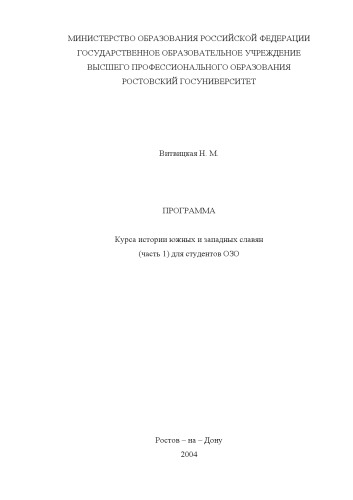 МИНИСТЕРСТВО ОБРАЗОВАНИЯ РОССИЙСКОЙ ФЕДЕРАЦИИ
ГОСУДАРСТВЕННОЕ ОБРАЗОВАТЕЛЬНОЕ УЧРЕЖДЕНИЕ
ВЫСШЕГО ПРОФЕССИОНАЛЬНОГО ОБРАЗОВАНИЯ
РОСТОВСКИЙ ГОСУНИВЕРСИТЕТ
Витвицкая Н. М.
ПРОГРАММА
Курса истории южных и западных славян
(часть 1) для студентов ОЗО
Ростов – на – Дону
2004